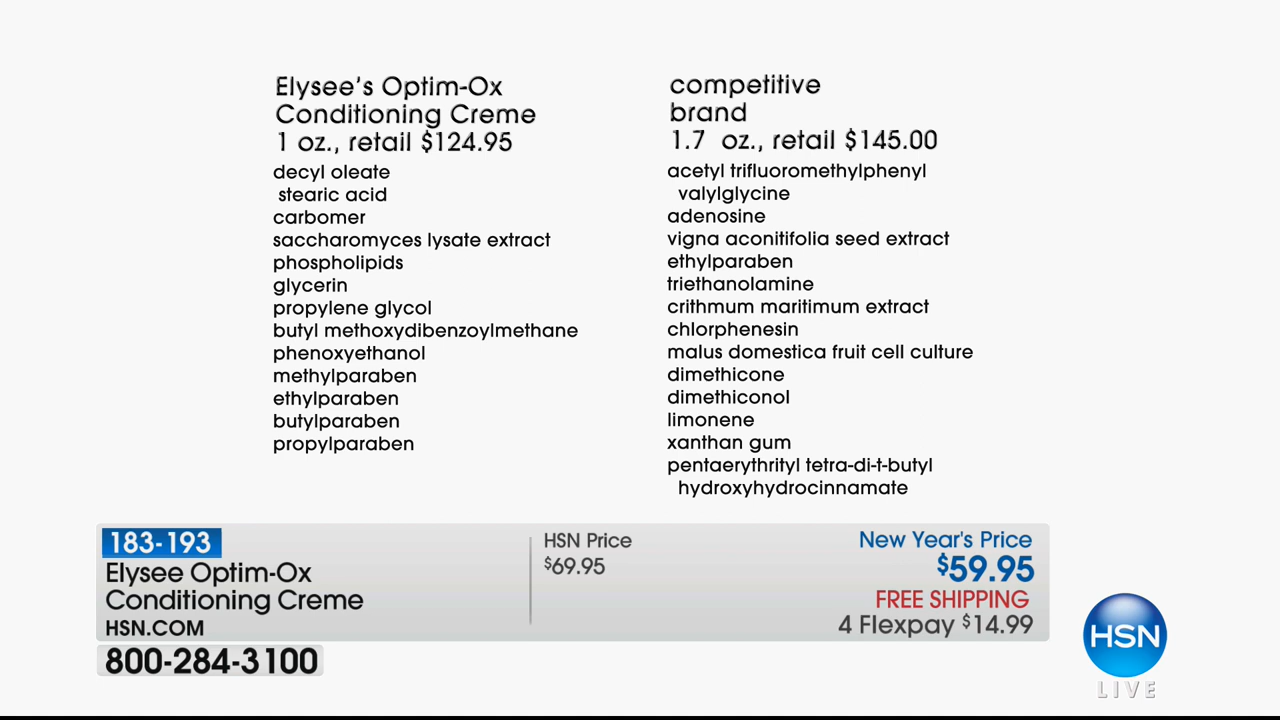 Elysee's Optim-Ox
Conditioning Creme
1 oz., retail $124.95
decyl oleate
stearic acid
carbomer
saccharomyces lysate extract
phospholipids
glycerin
propylene glycol
butyl methoxydibenzoylmethane
phenoxyethanol
methylparaben
ethylparaben
butylparaben
propylparaben
competitive
brand
1.7 oz., retail $145.00
acetyl trifluoromethylphenyl
valylglycine
adenosine
vigna aconitifolia seed extract
ethylparaben
triethanolamine
crithmum maritimum extract
chlorphenesin
malus domestica fruit cell culture
dimethicone
dimethiconol
limonene
xanthan gum
pentaerythrityl tetra-di-t-butyl
hydroxyhydrocinnamate
183-193
Elysee Optim-Ox
Conditioning Creme
HSN.COM
800-284-3100
HSN Price
$69.95
New Year's Price
$59.95
FREE SHIPPING
4 Flexpay $14.99
HSN
LIVE